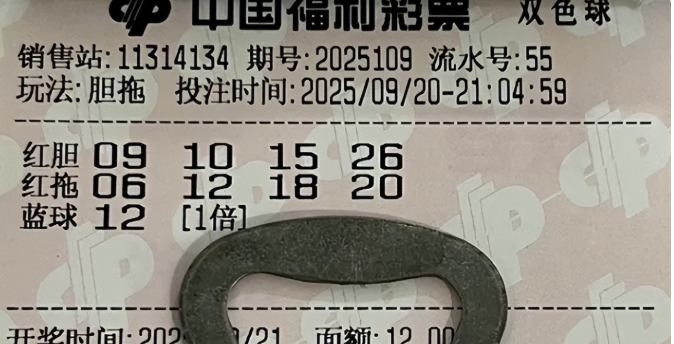 中国福利彩票 双色球
销售站:11314134 期号:2025109 流水号:55
玩法:胆拖 投注时间:2025/09/20-21:04:59
红胆 09 10 15 26
红拖 06 12 18 20
蓝球 12 [1倍]
开奖时间:202 /21 面额:12.00